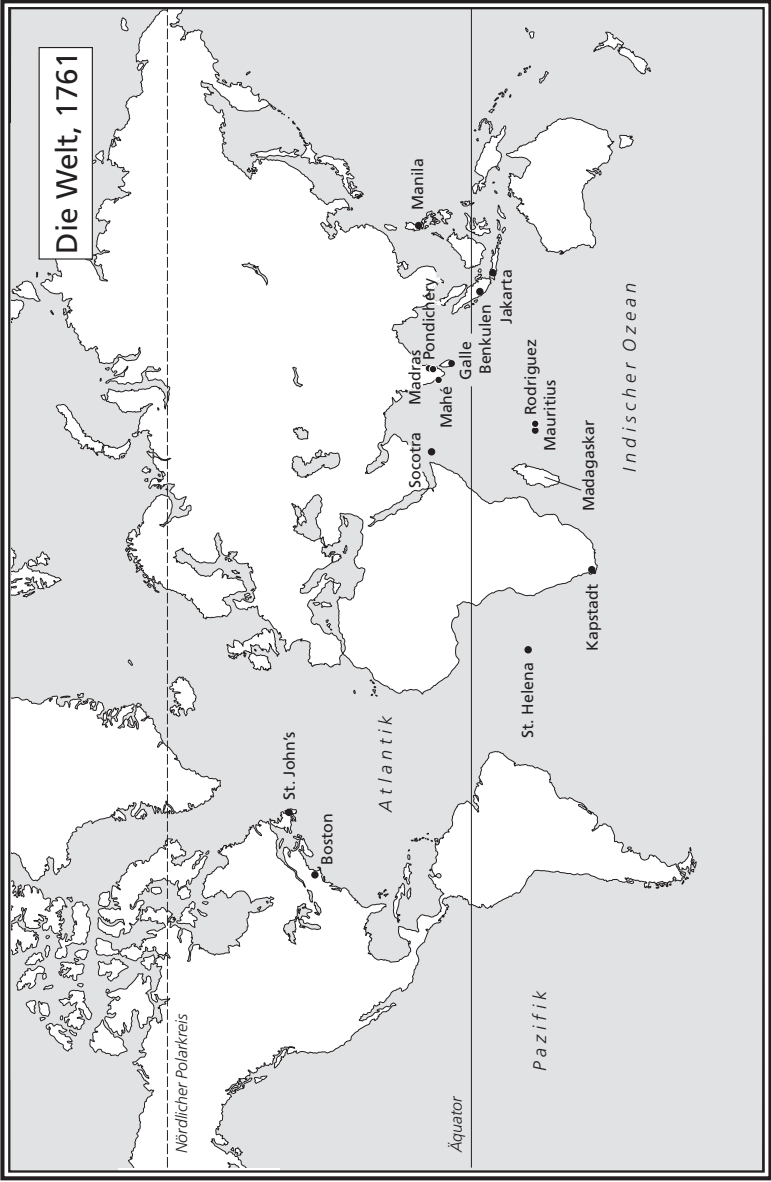 Die Welt, 1761
Nördlicher Polarkreis
St. John's
Boston
Atlantik
Manila
Madras
Pondichéry
Mahé
Socotra
Galle
Benkulen
Jakarta
Äquator
Pazifik
St. Helena
Kapstadt
Rodriguez
Mauritius
Madagaskar
Indischer Ozean